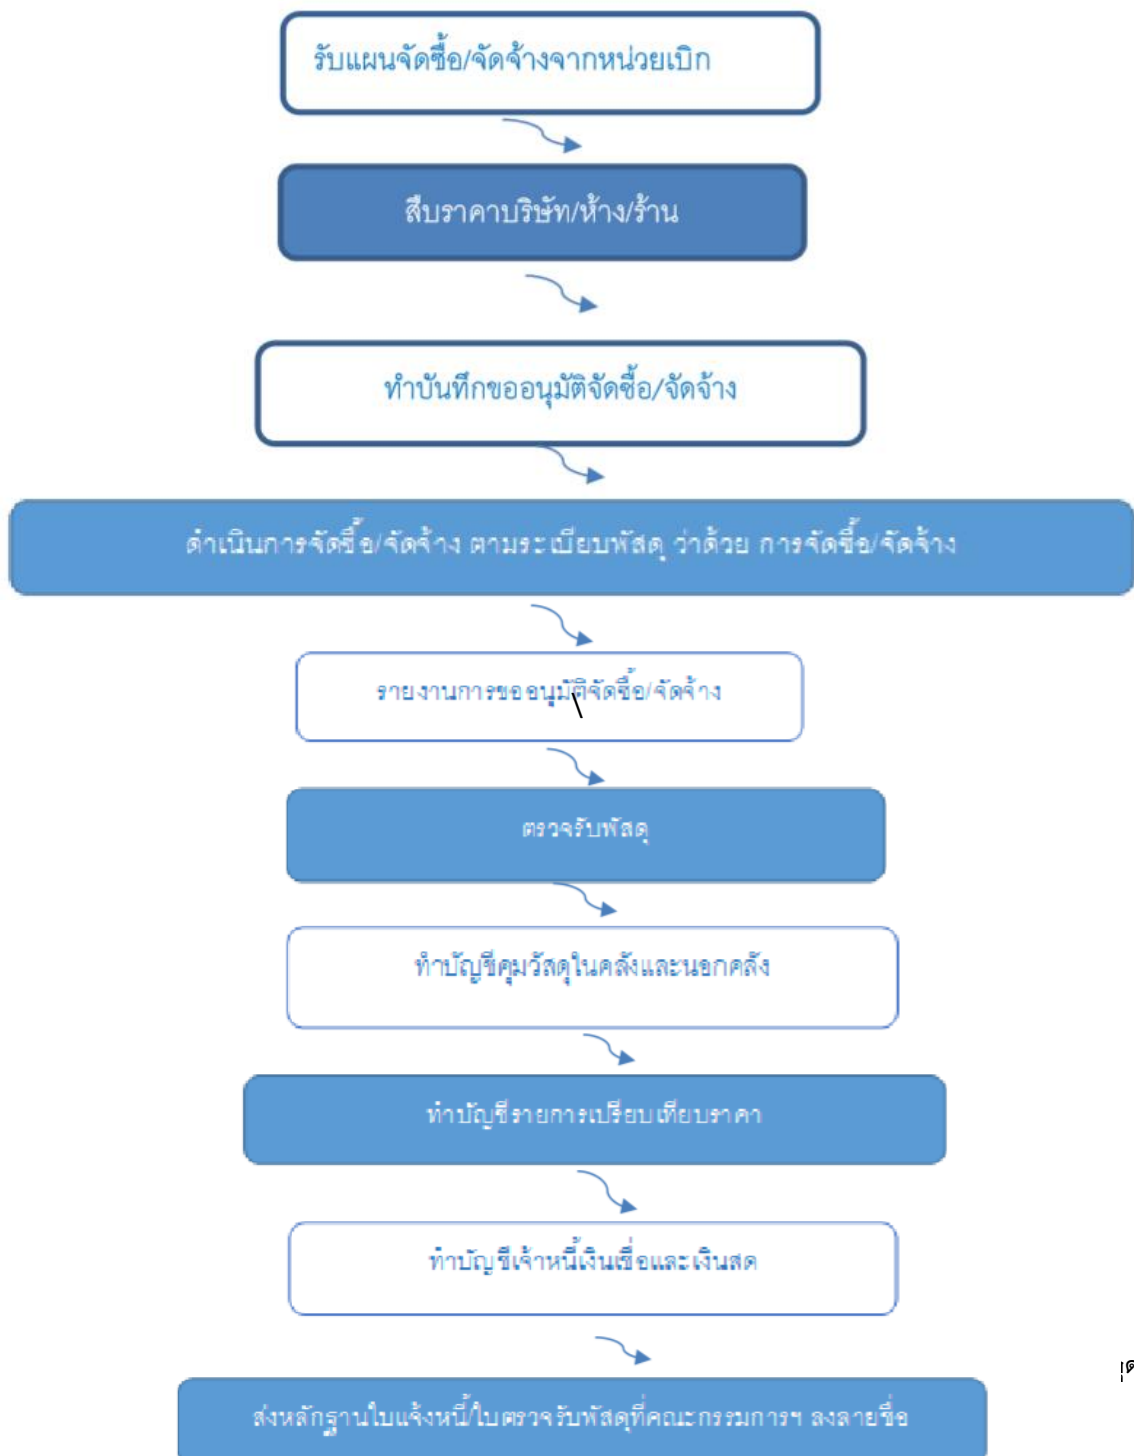 รับแผนจัดซื้อ/จัดจ้างจากหน่วยเบิก
สืบราคาบริษัท/ห้าง/ร้าน
ทำบันทึกขออนุมัติจัดซื้อ/จัดจ้าง
ดำเนินการจัดซื้อ/จัดจ้าง ตามระเบียบพัสดุ ว่าด้วย การจัดซื้อ/จัดจ้าง
รายงานการขออนุมัติจัดซื้อ/จัดจ้าง
\
ตรวจรับพัสดุ
ทำบัญชีคุมวัสดุในคลังและนอกคลัง
ทำบัญชีรายการเปรียบเทียบราคา
ทำบัญชีเจ้าหนี้เงินเชื่อและเงินสด
ส่งหลักฐานใบแจ้งหนี้/ใบตรวจรับพัสดุที่คณะกรรมการฯ ลงลายชื่อ